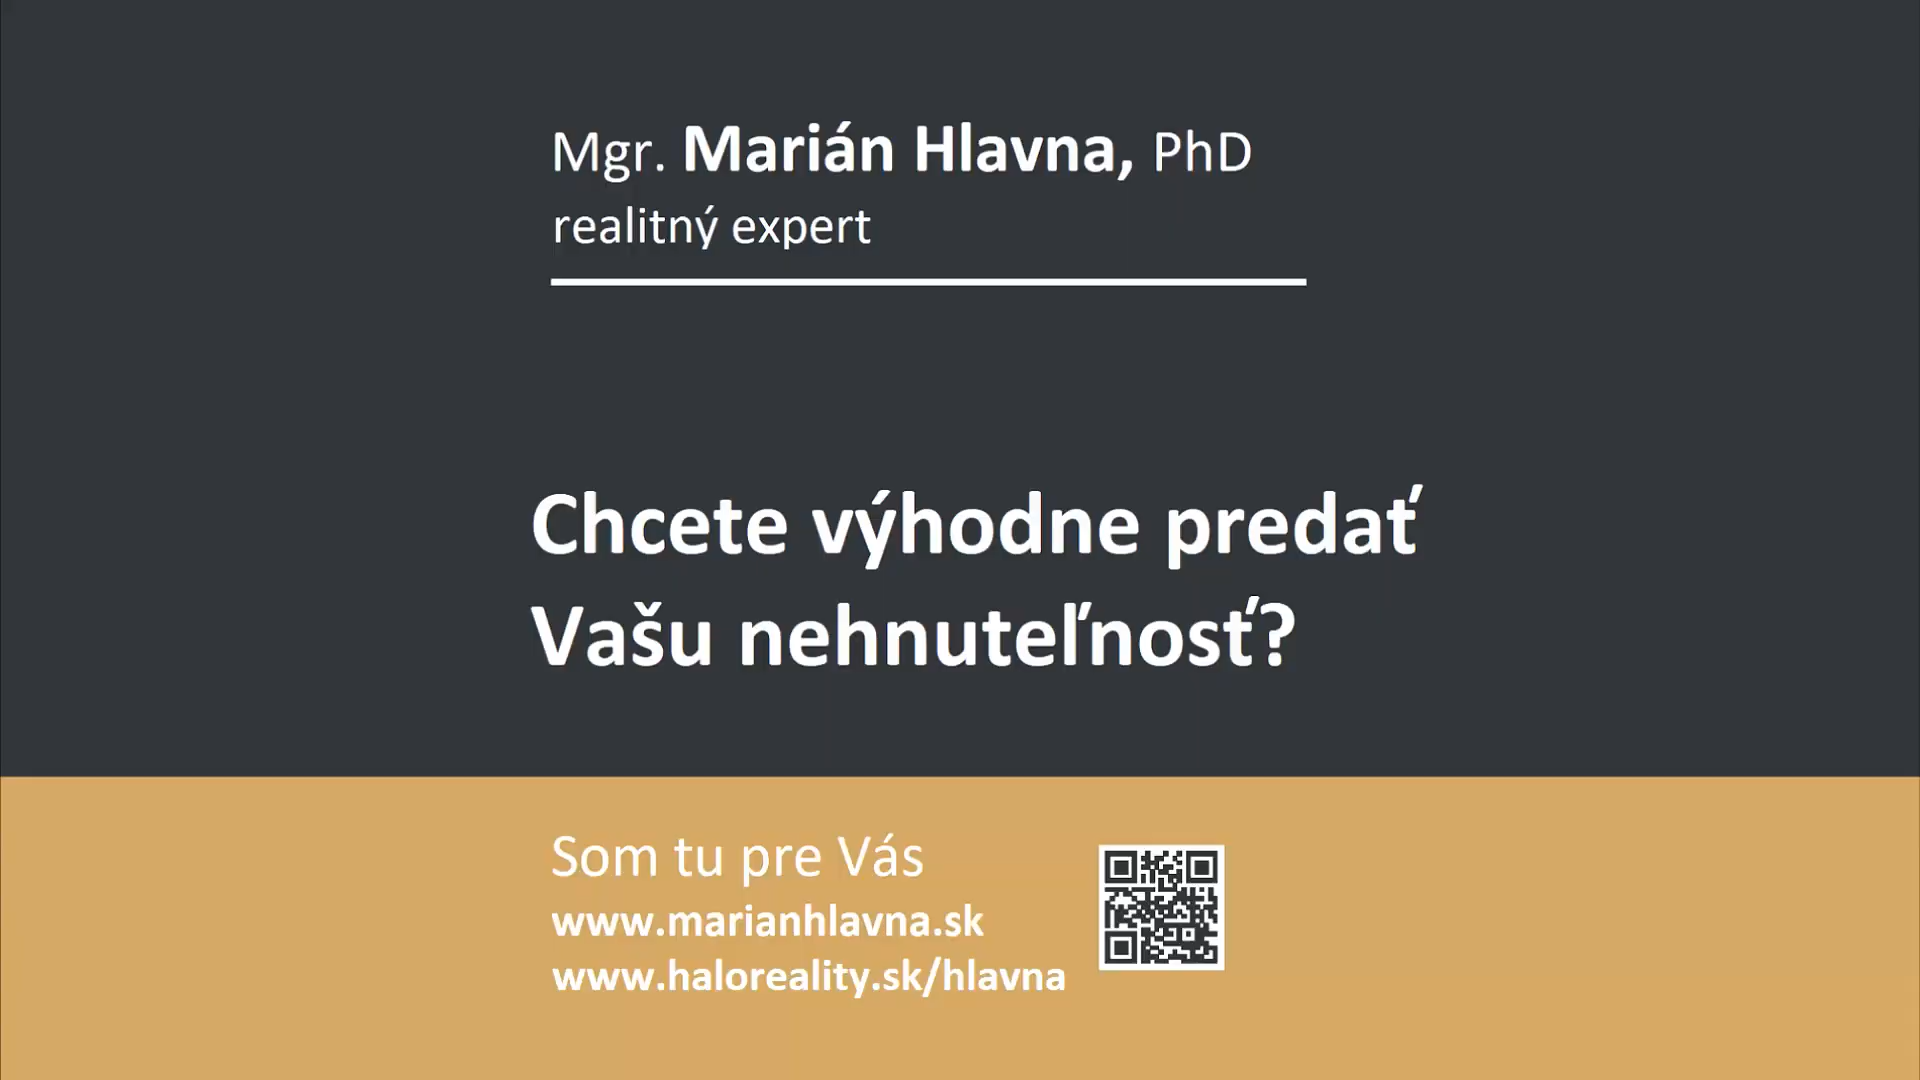 Mgr. Marián Hlavna, PhD
realitný expert
Chcete výhodne predať
Vašu nehnuteľnosť?
Som tu pre Vás
www.marianhlavna.sk
www.haloreality.sk/hlavna